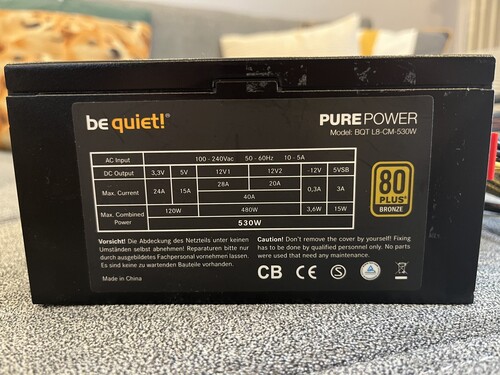 be quiet!
PURE POWER
Model: BQT L8-CM-530W
AC Input 100 - 240Vac 50 - 60Hz 10 - 5A
DC Output 3,3V 5V 12V1 12V2 -12V 5VSB
Max. Current 24A 15A 28A 20A 0,3A 3A
40A
Max. Combined Power 120W 480W 3,6W 15W
530W
80
PLUS
BRONZE
Vorsicht! Die Abdeckung des Netzteils unter keinen
Umständen selbst abnehmen! Reparaturen bitte nur
durch ausgebildetes Fachpersonal vornehmen lassen.
Es sind keine zu wartenden Bauteile vorhanden.
Made in China
Caution! Don't remove the cover by yourself! Fixing
has to be done by qualified personnel only. No parts
were used that need any maintenance.
CB CE S